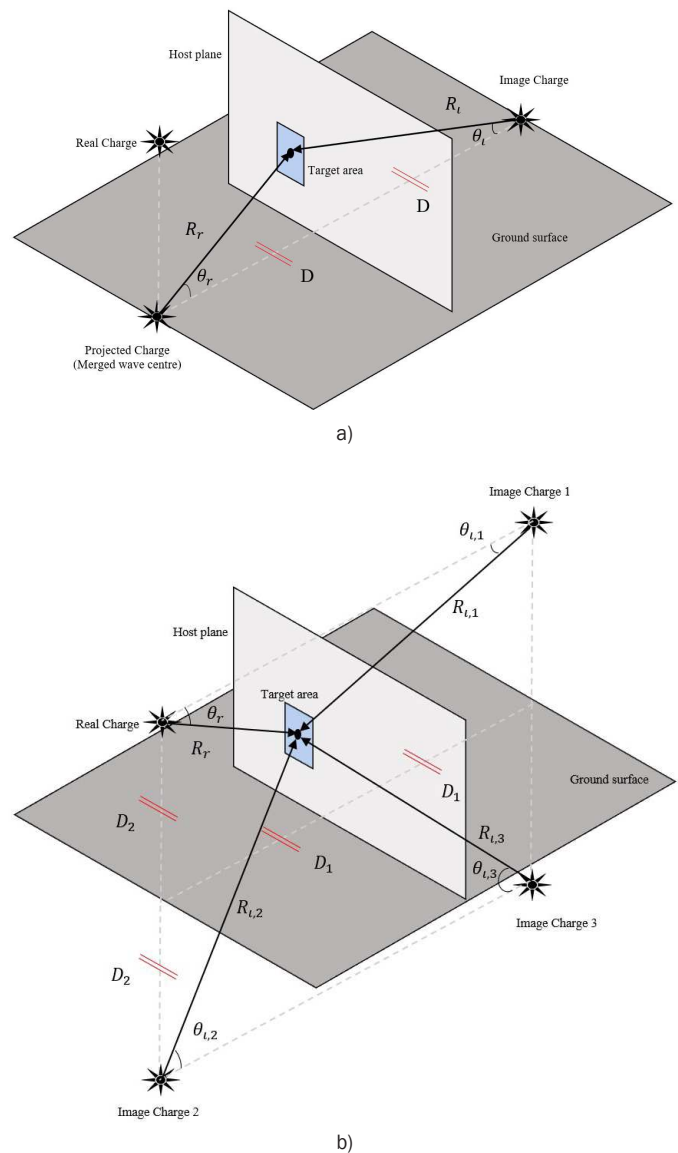 Host plane
Image Charge
R_ι
θ_ι
Real Charge
Target area
D
R_r
Ground surface
θ_r
D
Projected Charge
(Merged wave centre)
a)
Image Charge 1
θ_ι,1
R_ι,1
Host plane
Target area
Real Charge
θ_r
R_r
Ground surface
D_1
D_2
D_1
R_ι,3
θ_ι,3
R_ι,2
Image Charge 3
D_2
θ_ι,2
Image Charge 2
b)